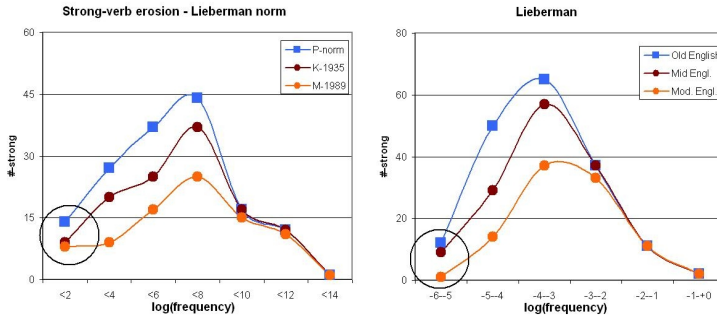 Strong-verb erosion - Lieberman norm
60
45
30
15
0
#-strong
P-norm
K-1935
M-1989
<2 <4 <6 <8 <10 <12 <14
log(frequency)
Lieberman
80
60
40
20
0
#-strong
Old English
Mid Engl.
Mod. Engl.
-6--5 -5--4 -4--3 -3--2 -2--1 -1-+0
log(frequency)